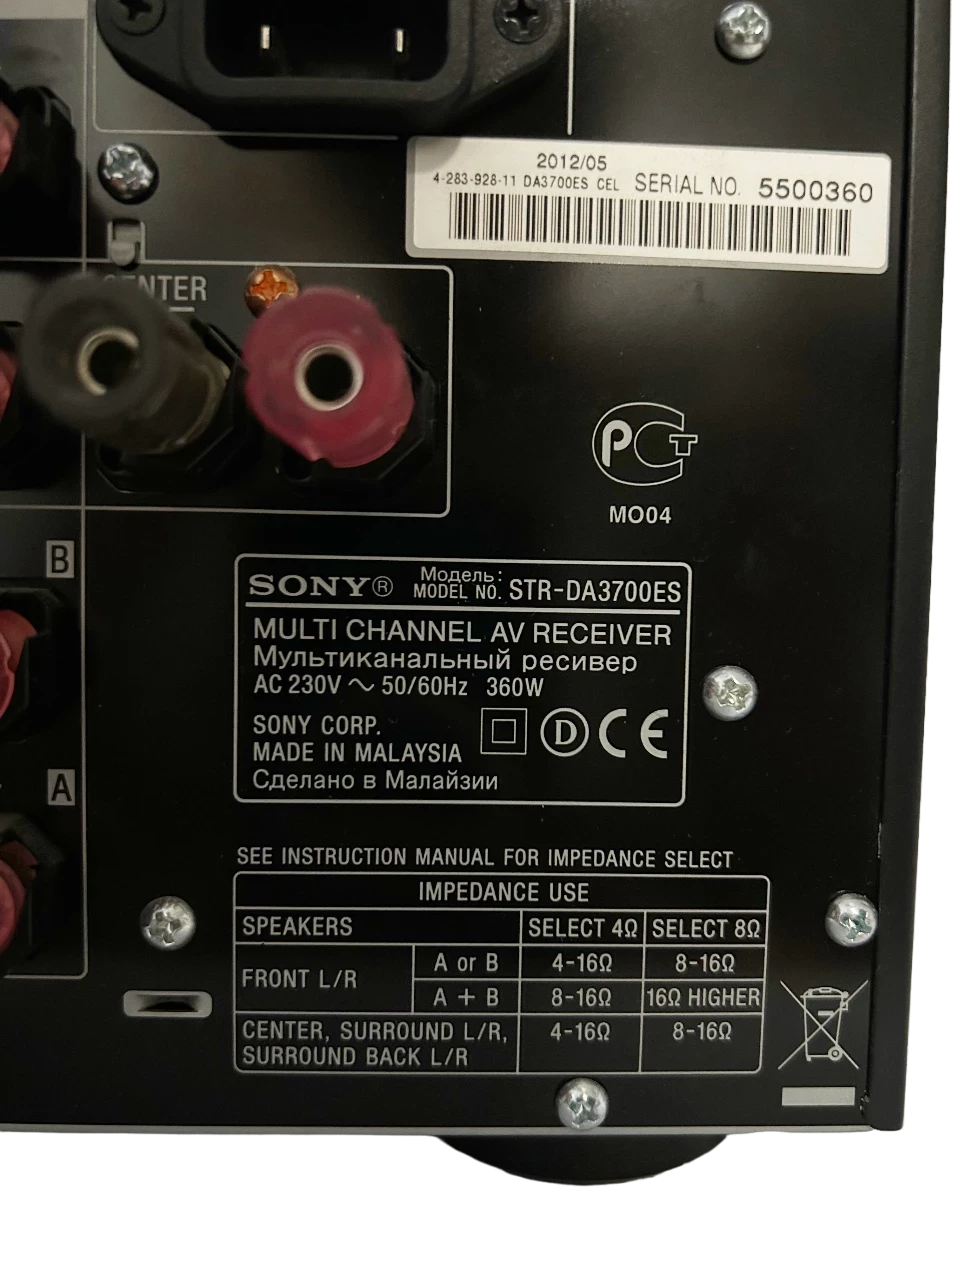 2012/05
4-283-928-11 DA3700ES CEL SERIAL NO. 5500360
CENTER
PCT
MO04
B
SONY® Модель:
MODEL NO. STR-DA3700ES
MULTI CHANNEL AV RECEIVER
Мультиканальный ресивер
AC 230V ~ 50/60Hz 360W
SONY CORP.
MADE IN MALAYSIA
Сделано в Малайзии
D CE
A
SEE INSTRUCTION MANUAL FOR IMPEDANCE SELECT
IMPEDANCE USE
SPEAKERS SELECT 4Ω SELECT 8Ω
FRONT L/R
A or B 4-16Ω 8-16Ω
A + B 8-16Ω 16Ω HIGHER
CENTER, SURROUND L/R, 4-16Ω 8-16Ω
SURROUND BACK L/R